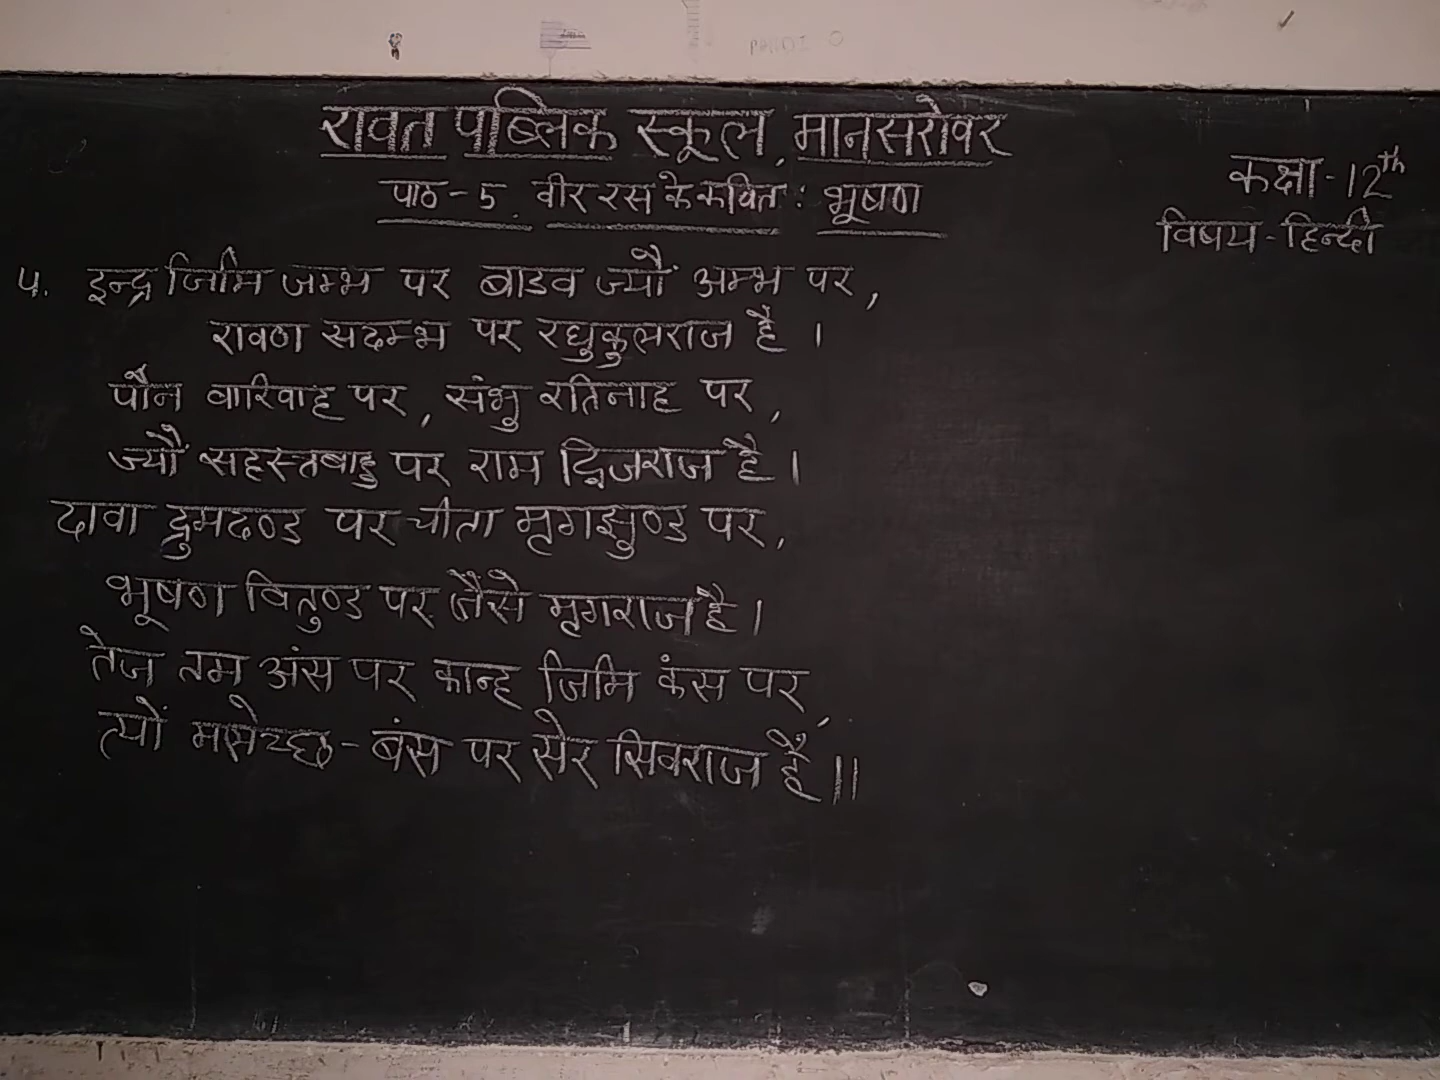 रावत पब्लिक स्कूल, मानसरोवर
कक्षा-12th
पाठ-5. वीर रस के कवित्त : भूषण
विषय-हिन्दी
५. इन्द्र जिमि जम्भ पर बाडव ज्यौं अम्भ पर,
रावण सदम्भ पर रघुकुलराज है।
पौन बारिवाह पर, संभु रतिनाह पर,
ज्यौं सहस्त्रबाहु पर राम द्विजराज है।
दावा द्रुमदण्ड पर चीता मृगझुण्ड पर,
भूषण वितुण्ड पर जैसे मृगराज है।
तेज तम अंस पर कान्ह जिमि कंस पर,
त्यों मलेच्छ-बंस पर सेर सिवराज हैं॥